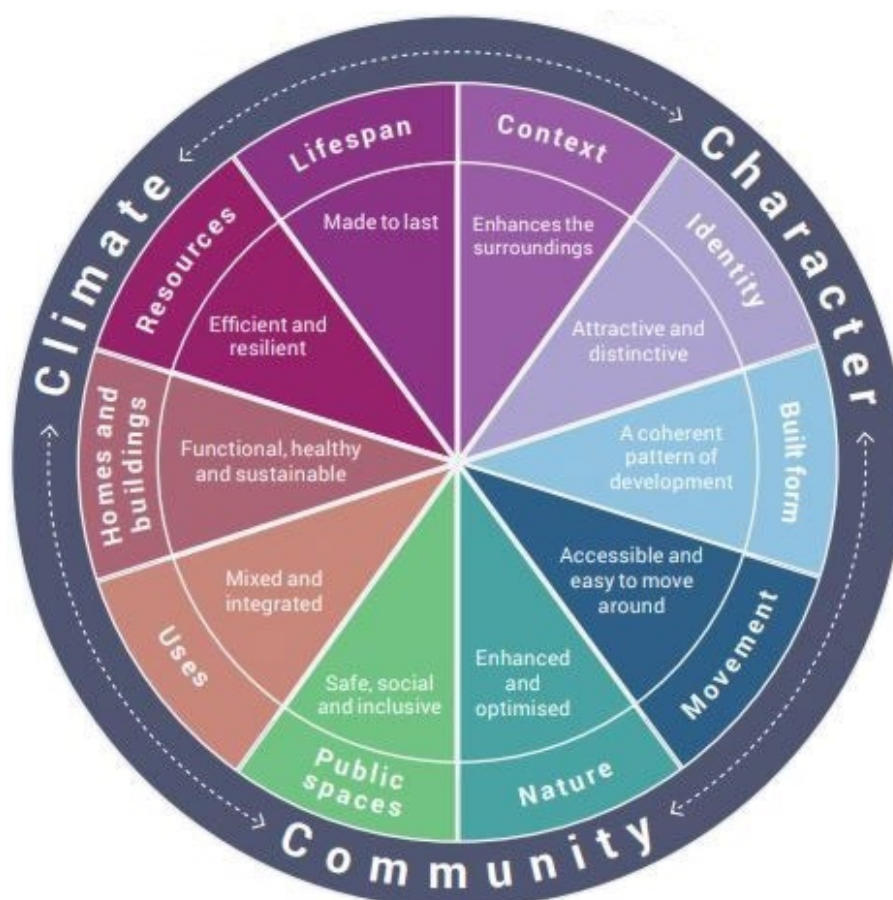 Climate
Character
Community
Context
Enhances the
surroundings
Identity
Attractive and
distinctive
Built form
A coherent
pattern of
development
Movement
Accessible and
easy to move
around
Nature
Enhanced
and
optimised
Public
spaces
Safe, social
and inclusive
Uses
Mixed and
integrated
Homes and
buildings
Functional, healthy
and sustainable
Resources
Efficient and
resilient
Lifespan
Made to last